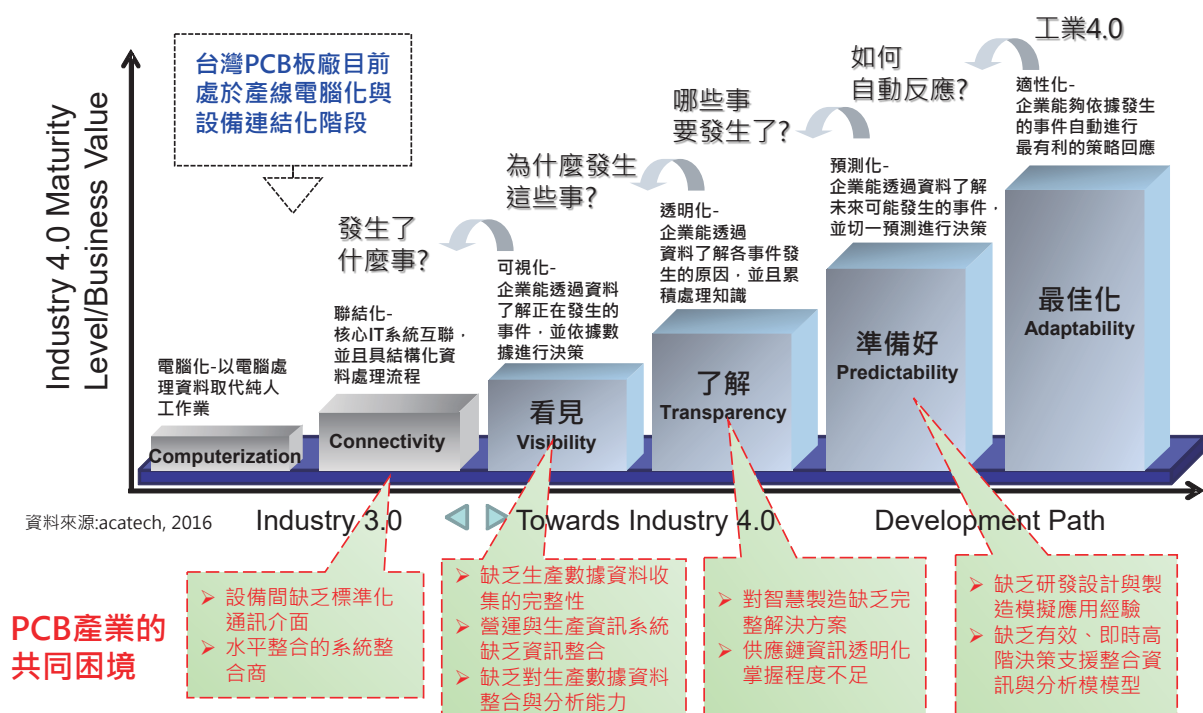 Industry 4.0 Maturity
Level/Business Value
台灣PCB板廠目前
處於產線電腦化與
設備連結化階段
發生了
什麼事?
為什麼發生
這些事?
哪些事
要發生了?
如何
自動反應?
工業4.0
電腦化-以電腦處
理資料取代純人
工作業
聯結化-
核心IT系統互聯，
並且具結構化資
料處理流程
可視化-
企業能透過資料
了解正在發生的
事件，並依據數
據進行決策
透明化-
企業能透過
資料了解各事件發
生的原因，並且累
積處理知識
預測化-
企業能透過資料了解
未來可能發生的事件，
並切一預測進行決策
適性化-
企業能夠依據發生
的事件自動進行
最有利的策略回應
Computerization
Connectivity
看見
Visibility
了解
Transparency
準備好
Predictability
最佳化
Adaptability
資料來源:acatech, 2016
Industry 3.0
Towards Industry 4.0
Development Path
PCB產業的
共同困境
➢ 設備間缺乏標準化
通訊介面
➢ 水平整合的系統整
合商
➢ 缺乏生產數據資料收
集的完整性
➢ 營運與生產資訊系統
缺乏資訊整合
➢ 缺乏對生產數據資料
整合與分析能力
➢ 對智慧製造缺乏完
整解決方案
➢ 供應鏈資訊透明化
掌握程度不足
➢ 缺乏研發設計與製
造模擬應用經驗
➢ 缺乏有效、即時高
階決策支援整合資
訊與分析模模型